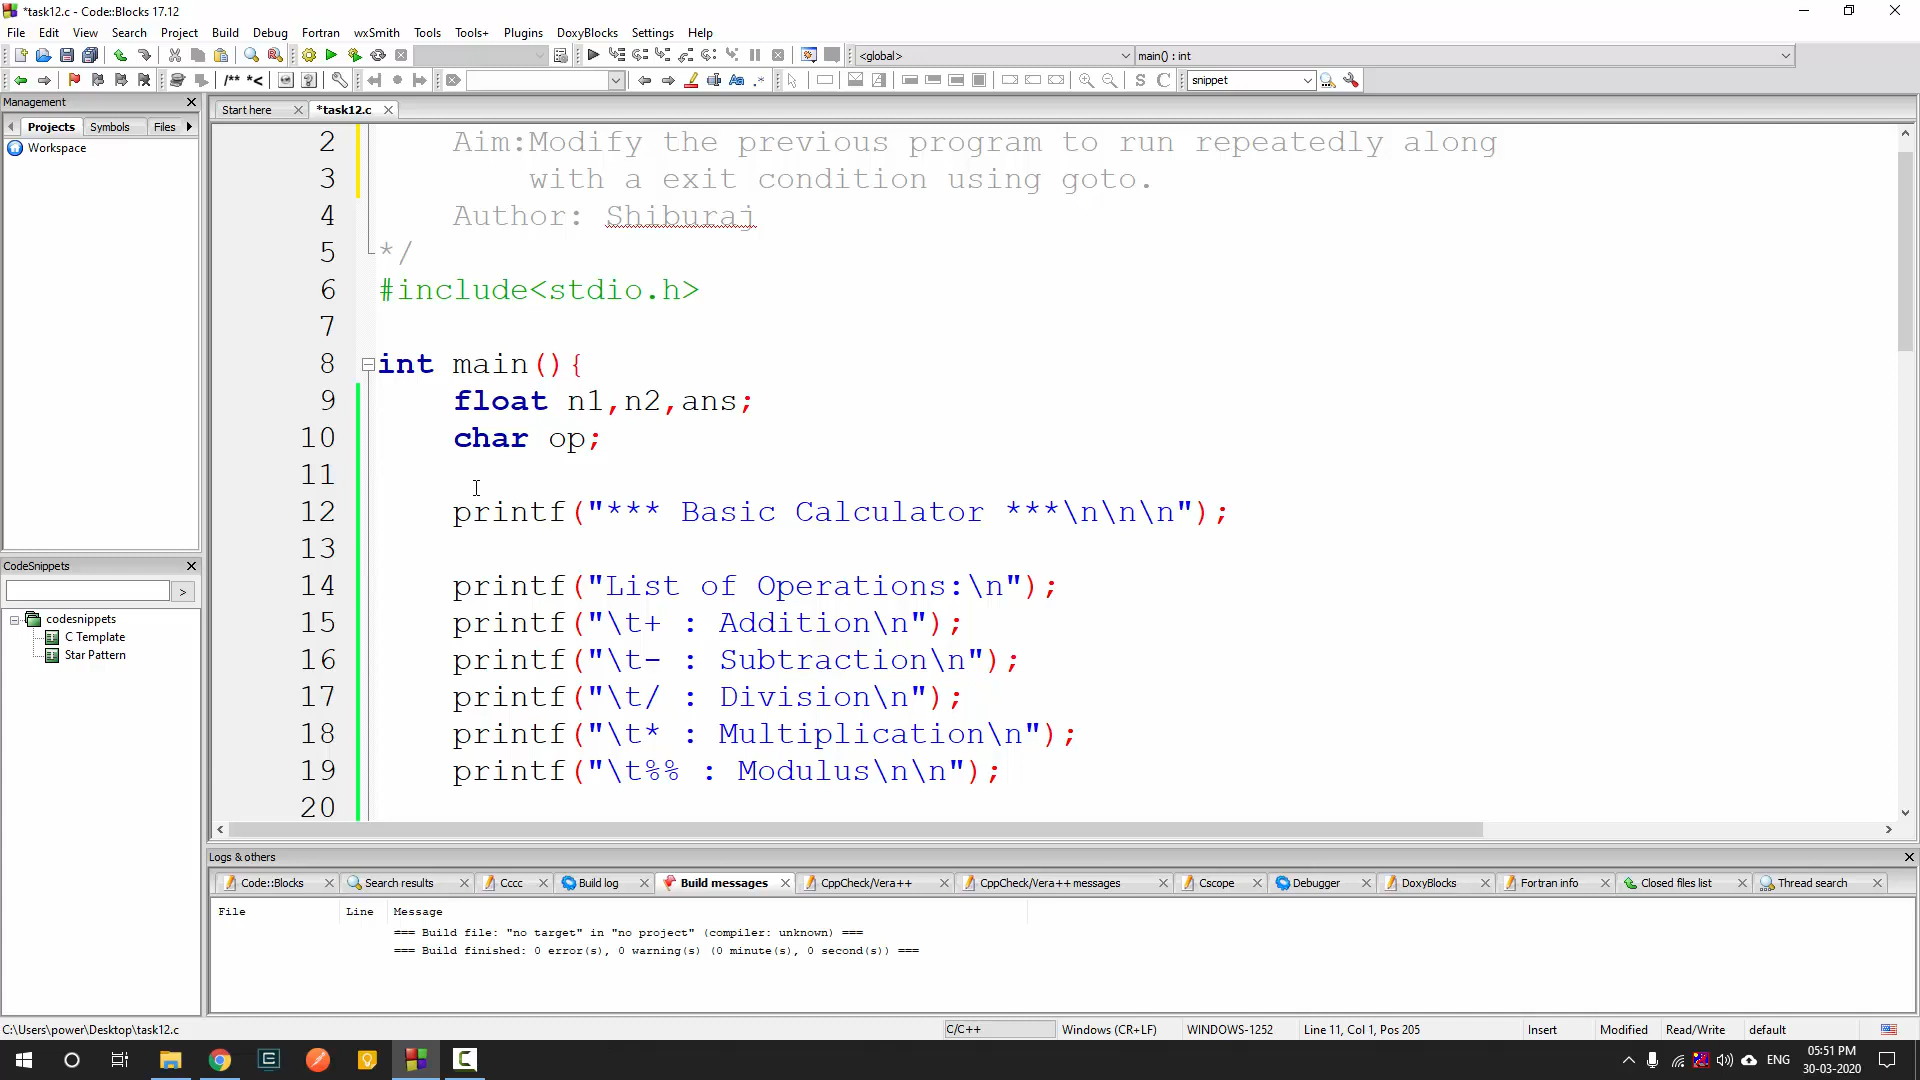 *task12.c - Code::Blocks 17.12
File Edit View Search Project Build Debug Fortran wxSmith Tools Tools+ Plugins DoxyBlocks Settings Help
<global> main() : int
/** *< snippet
Management
Projects Symbols Files
Workspace
CodeSnippets
>
codesnippets
C Template
Star Pattern
Start here *task12.c
2 Aim:Modify the previous program to run repeatedly along
3 with a exit condition using goto.
4 Author: Shiburaj
5 */
6 #include<stdio.h>
7
8 int main(){
9 float n1,n2,ans;
10 char op;
11
12 printf("*** Basic Calculator ***\n\n\n");
13
14 printf("List of Operations:\n");
15 printf("\t+ : Addition\n");
16 printf("\t- : Subtraction\n");
17 printf("\t/ : Division\n");
18 printf("\t* : Multiplication\n");
19 printf("\t%% : Modulus\n\n");
20
Logs & others
Code::Blocks Search results Cccc Build log Build messages CppCheck/Vera++ CppCheck/Vera++ messages Cscope Debugger DoxyBlocks Fortran info Closed files list Thread search
File Line Message
=== Build file: "no target" in "no project" (compiler: unknown) ===
=== Build finished: 0 error(s), 0 warning(s) (0 minute(s), 0 second(s)) ===
C:\Users\power\Desktop\task12.c C/C++ Windows (CR+LF) WINDOWS-1252 Line 11, Col 1, Pos 205 Insert Modified Read/Write default
ENG 05:51 PM
30-03-2020